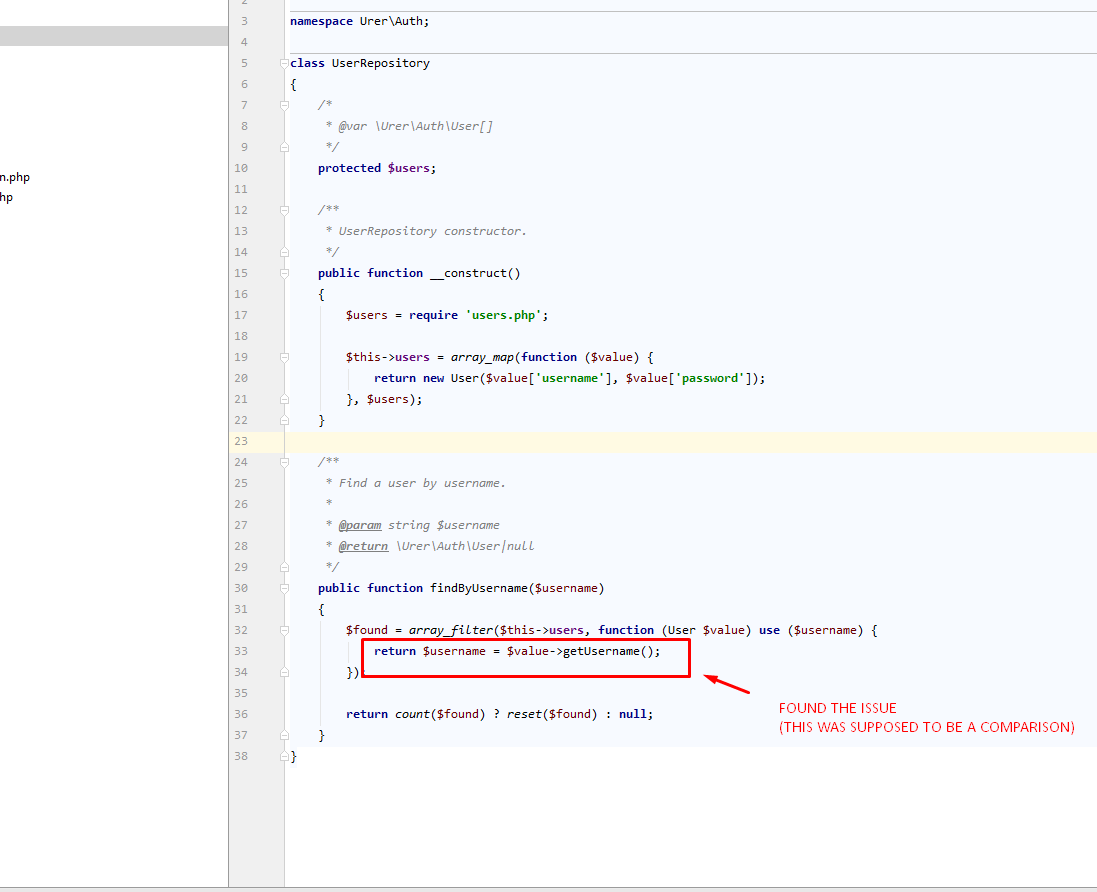 2
3 namespace Urer\Auth;
4
5 class UserRepository
6 {
7 /*
8 * @var \Urer\Auth\User[]
9 */
n.php
10 protected $users;
hp
11
12 /**
13 * UserRepository constructor.
14 */
15 public function __construct()
16 {
17 $users = require 'users.php';
18
19 $this->users = array_map(function ($value) {
20 return new User($value['username'], $value['password']);
21 }, $users);
22 }
23
24 /**
25 * Find a user by username.
26 *
27 * @param string $username
28 * @return \Urer\Auth\User|null
29 */
30 public function findByUsername($username)
31 {
32 $found = array_filter($this->users, function (User $value) use ($username) {
33 return $username = $value->getUsername();
34 })
35
36 return count($found) ? reset($found) : null;
37 }
38 }
FOUND THE ISSUE
(THIS WAS SUPPOSED TO BE A COMPARISON)